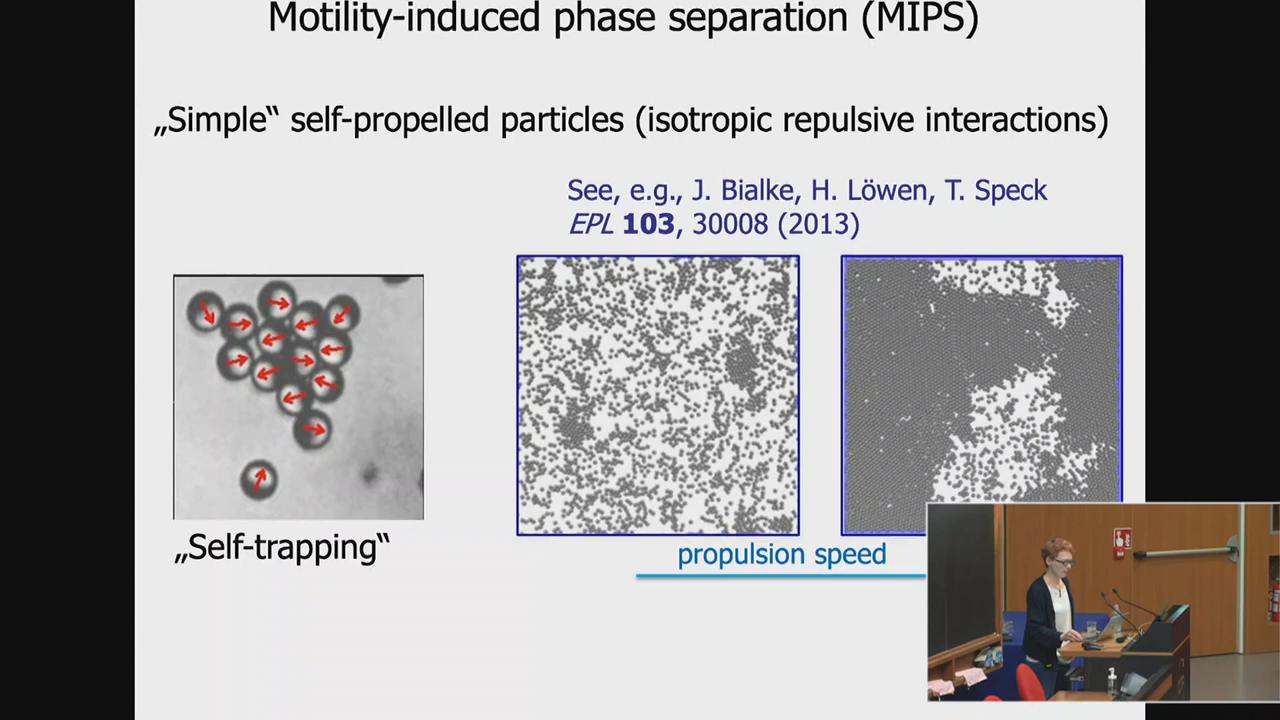 Motility-induced phase separation (MIPS)
„Simple“ self-propelled particles (isotropic repulsive interactions)
See, e.g., J. Bialke, H. Löwen, T. Speck
EPL 103, 30008 (2013)
„Self-trapping“
propulsion speed